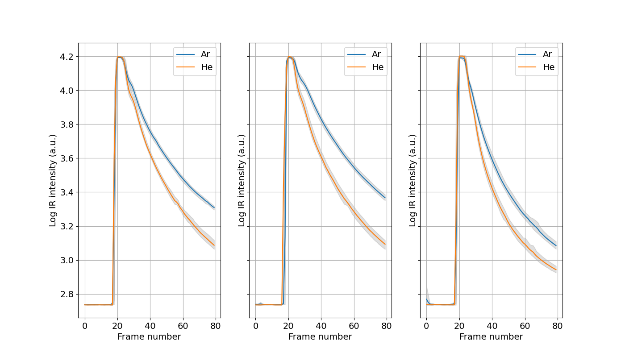 Log IR intensity (a.u.)
4.2
4.0
3.8
3.6
3.4
3.2
3.0
2.8
0 20 40 60 80
Frame number
Ar
He
Log IR intensity (a.u.)
0 20 40 60 80
Frame number
Ar
He
Log IR intensity (a.u.)
0 20 40 60 80
Frame number
Ar
He